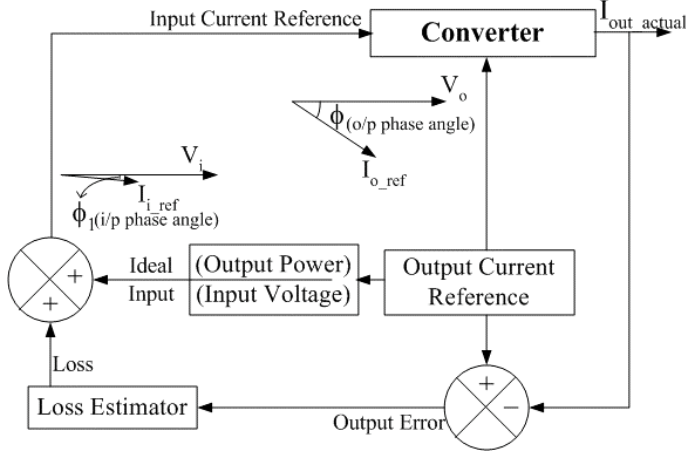 Input Current Reference
Converter
I_out_actual
V_o
ϕ(o/p phase angle)
I_o_ref
V_i
I_i_ref
ϕ_1(i/p phase angle)
+
+
Ideal
Input
(Output Power)
(Input Voltage)
Output Current
Reference
Loss
Loss Estimator
Output Error
+
−